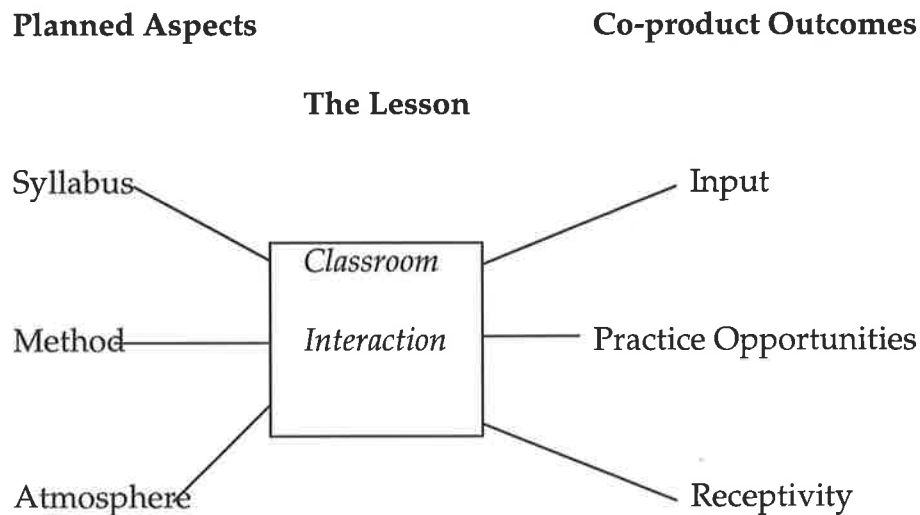 Planned Aspects Co-product Outcomes
The Lesson
Syllabus Input
Classroom
Method Interaction Practice Opportunities
Atmosphere Receptivity